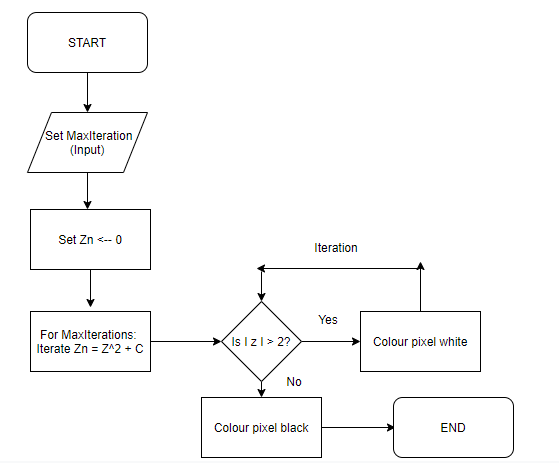 START
Set MaxIteration
(Input)
Set Zn <-- 0
For MaxIterations:
Iterate Zn = Z^2 + C
Is | z | > 2?
Iteration
Yes
Colour pixel white
No
Colour pixel black
END